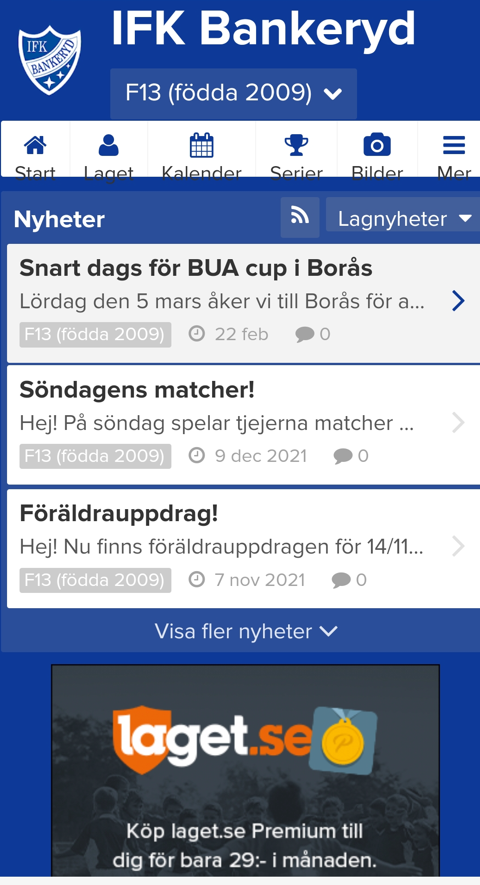 IFK Bankeryd
IFK
BANKERYD
F13 (födda 2009)
Start Laget Kalender Serier Bilder Mer
Nyheter Lagnyheter
Snart dags för BUA cup i Borås
Lördag den 5 mars åker vi till Borås för a...
F13 (födda 2009) 22 feb 0
Söndagens matcher!
Hej! På söndag spelar tjejerna matcher ...
F13 (födda 2009) 9 dec 2021 0
Föräldrauppdrag!
Hej! Nu finns föräldrauppdragen för 14/11...
F13 (födda 2009) 7 nov 2021 0
Visa fler nyheter
laget.se P
Köp laget.se Premium till
dig för bara 29:- i månaden.